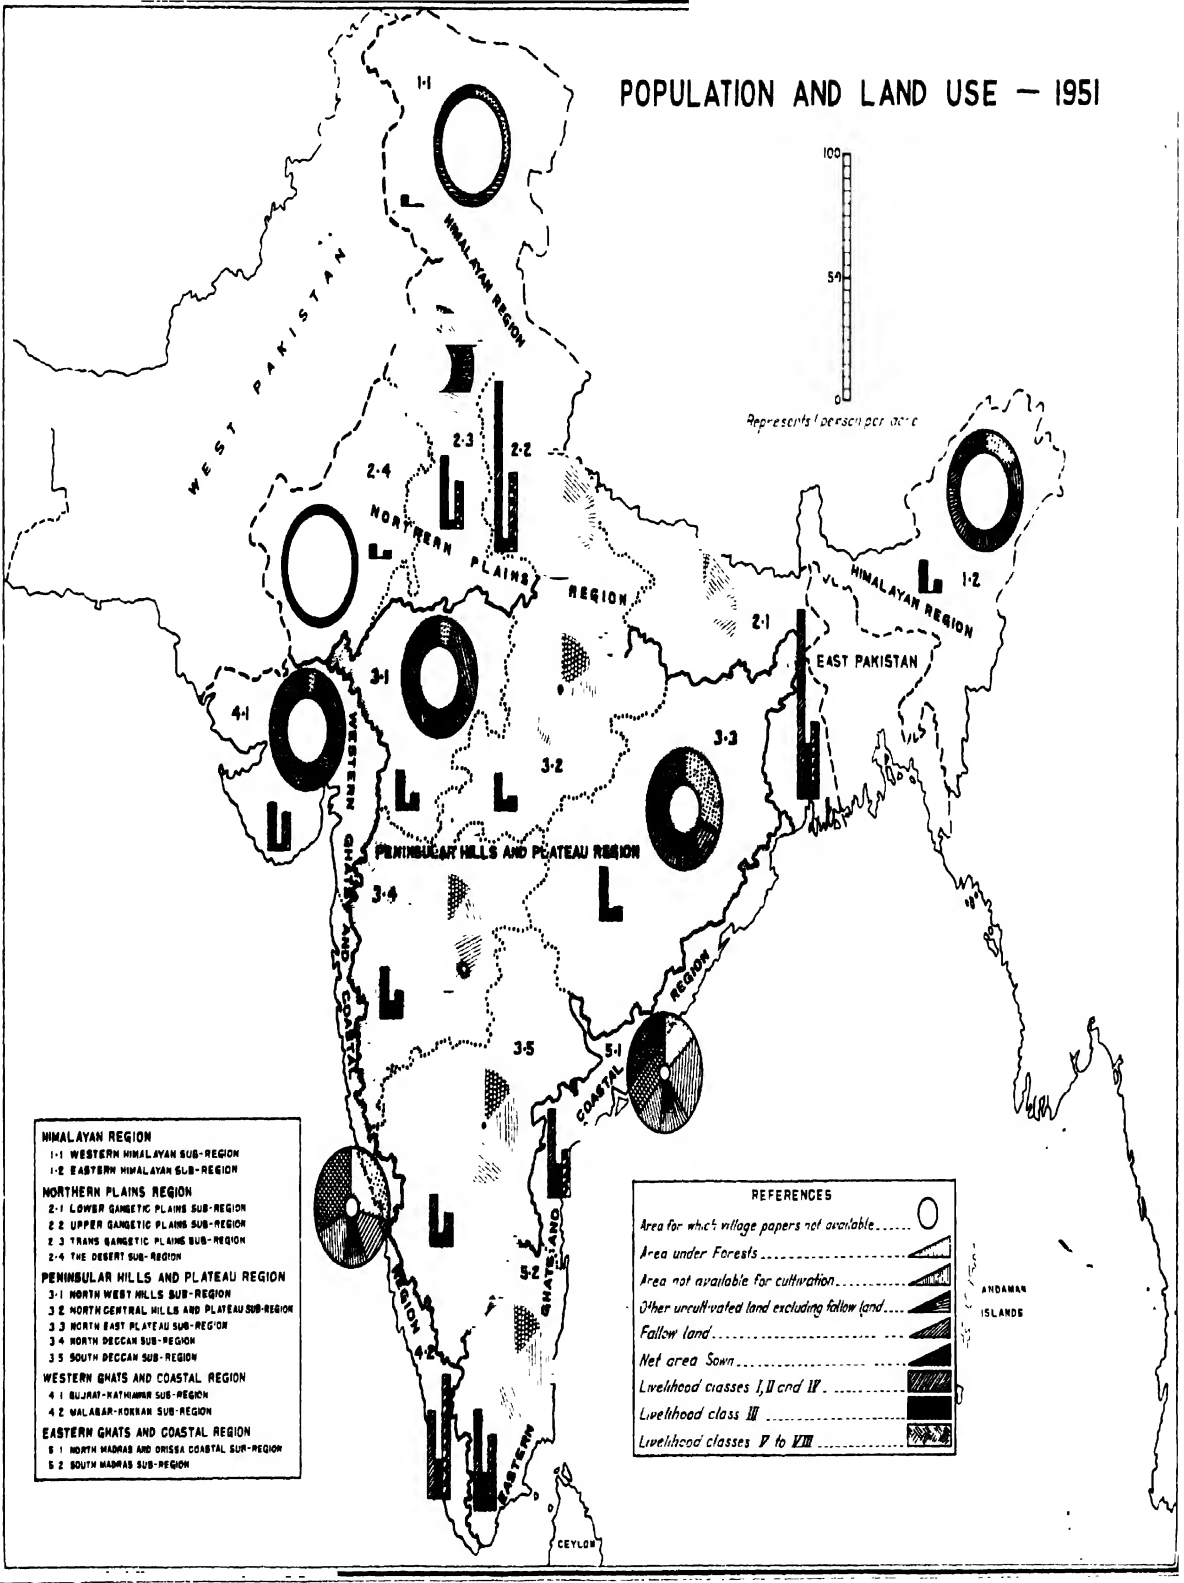 POPULATION AND LAND USE — 1951
100
50
0
Represents 1 person per acre
1·1
HIMALAYAN REGION
WEST PAKISTAN
2·3
2·2
2·4
NORTHERN PLAINS REGION
1·2
HIMALAYAN REGION
2·1
EAST PAKISTAN
3·1
4·1
3·3
3·2
WESTERN GHATS AND COASTAL REGION
PENINSULAR HILLS AND PLATEAU REGION
3·4
3·5
5·1
EASTERN GHATS AND COASTAL REGION
5·2
4·2
CEYLON
ANDAMAN
ISLANDS
HIMALAYAN REGION
1·1 WESTERN HIMALAYAN SUB-REGION
1·2 EASTERN HIMALAYAN SUB-REGION
NORTHERN PLAINS REGION
2·1 LOWER GANGETIC PLAINS SUB-REGION
2 2 UPPER GANGETIC PLAINS SUB-REGION
2 3 TRANS GANGETIC PLAINS SUB-REGION
2·4 THE DESERT SUB-REGION
PENINSULAR HILLS AND PLATEAU REGION
3·1 NORTH WEST HILLS SUB-REGION
3 2 NORTH CENTRAL HILLS AND PLATEAU SUB-REGION
3 3 NORTH EAST PLATEAU SUB-REGION
3 4 NORTH DECCAN SUB-REGION
3 5 SOUTH DECCAN SUB-REGION
WESTERN GHATS AND COASTAL REGION
4 1 GUJRAT-KATHIAWAR SUB-REGION
4 2 MALABAR-KONKAN SUB-REGION
EASTERN GHATS AND COASTAL REGION
5 1 NORTH MADRAS AND ORISSA COASTAL SUB-REGION
5 2 SOUTH MADRAS SUB-REGION
REFERENCES
Area for which village papers not available
Area under Forests
Area not available for cultivation
Other uncultivated land excluding fallow land
Fallow land
Net area Sown
Livelihood classes I, II and IV
Livelihood class III
Livelihood classes V to VIII